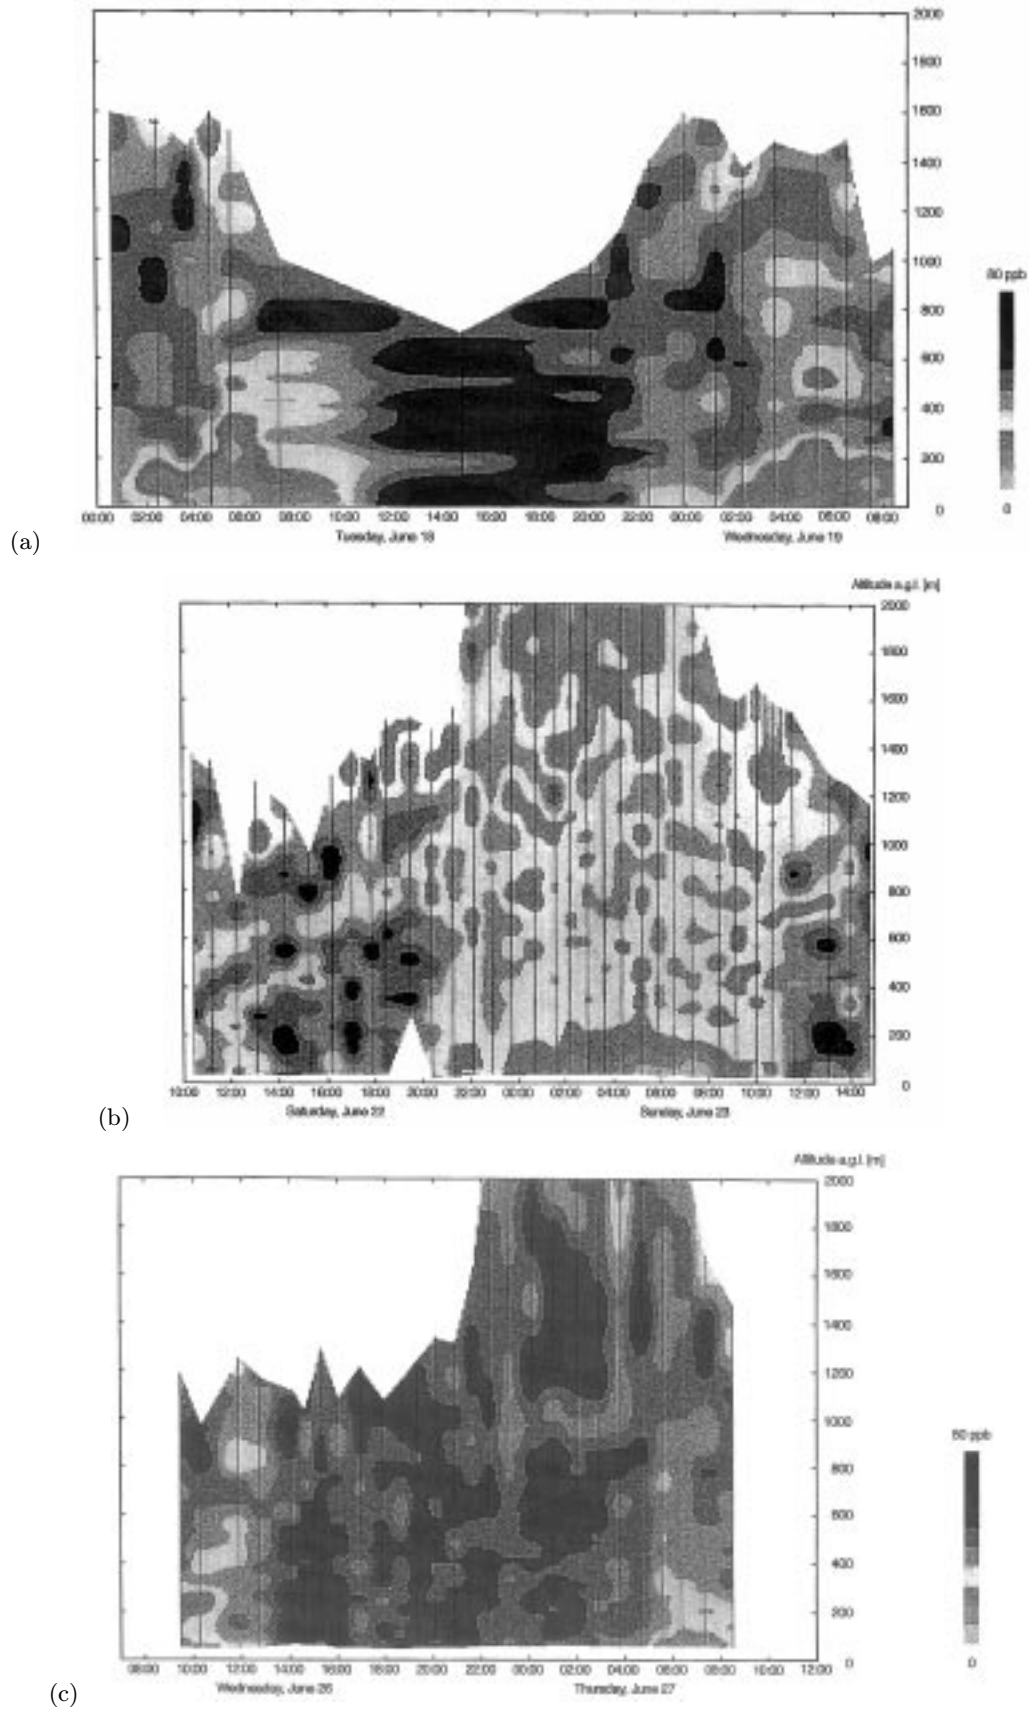 2000
1800
1600
1400
1200
1000
80 ppb
800
600
400
200
0
0
00:00 02:00 04:00 06:00 08:00 10:00 12:00 14:00 16:00 18:00 20:00 22:00 00:00 02:00 04:00 06:00 08:00
(a)
Tuesday, June 18 Wednesday, June 19
Altitude a.g.l. [m]
2000
1800
1600
1400
1200
1000
800
600
400
200
0
10:00 12:00 14:00 16:00 18:00 20:00 22:00 00:00 02:00 04:00 06:00 08:00 10:00 12:00 14:00
Saturday, June 22 Sunday, June 23
(b)
Altitude a.g.l. [m]
2000
1800
1600
1400
1200
1000
800
600
400
200
0
80 ppb
0
08:00 10:00 12:00 14:00 16:00 18:00 20:00 22:00 00:00 02:00 04:00 06:00 08:00 10:00 12:00
Wednesday, June 26 Thursday, June 27
(c)